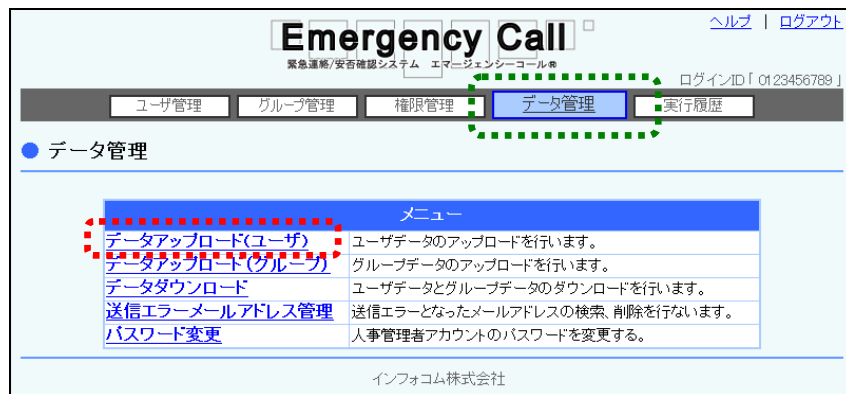 Emergency Call
緊急連絡/安否確認システム エマージェンシーコール®
ヘルプ | ログアウト
ログインID「 0123456789 」
ユーザ管理 グループ管理 権限管理 データ管理 実行履歴
データ管理
メニュー
データアップロード(ユーザ) ユーザデータのアップロードを行います。
データアップロード(グループ) グループデータのアップロードを行います。
データダウンロード ユーザデータとグループデータのダウンロードを行います。
送信エラーメールアドレス管理 送信エラーとなったメールアドレスの検索、削除を行ないます。
パスワード変更 人事管理者アカウントのパスワードを変更する。
インフォコム株式会社